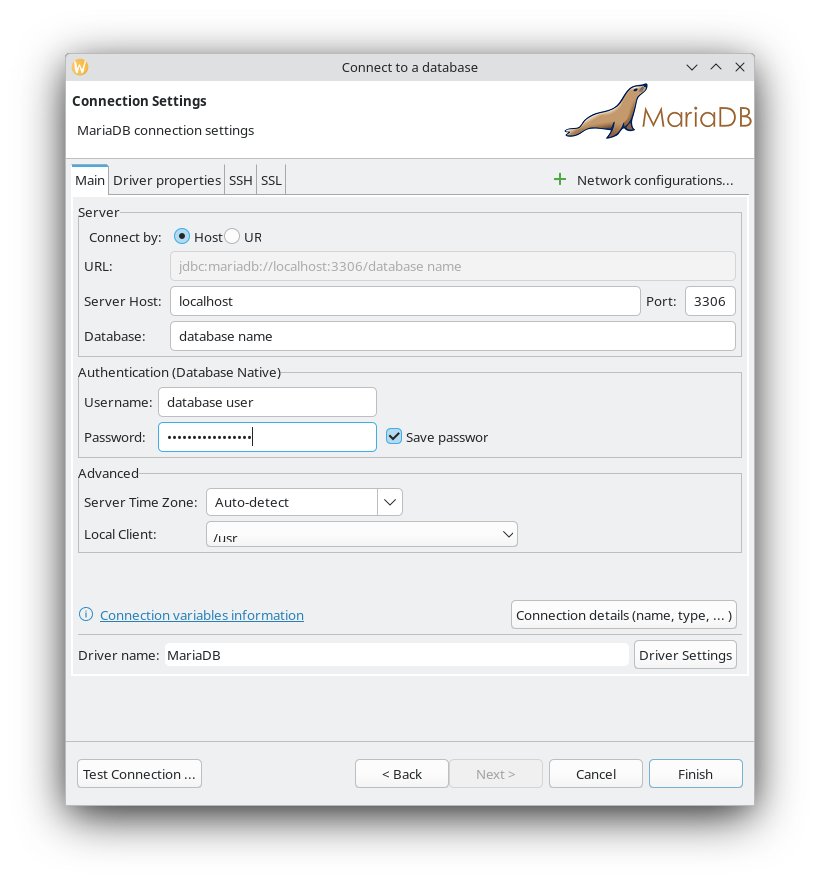 Connect to a database
Connection Settings
MariaDB connection settings
MariaDB
Main Driver properties SSH SSL Network configurations...
Server
Connect by: Host UR
URL: jdbc:mariadb://localhost:3306/database name
Server Host: localhost Port: 3306
Database: database name
Authentication (Database Native)
Username: database user
Password: •••••••••••••••••
Save passwor
Advanced
Server Time Zone: Auto-detect
Local Client: /usr
Connection variables information Connection details (name, type, ... )
Driver name: MariaDB Driver Settings
Test Connection ... < Back Next > Cancel Finish